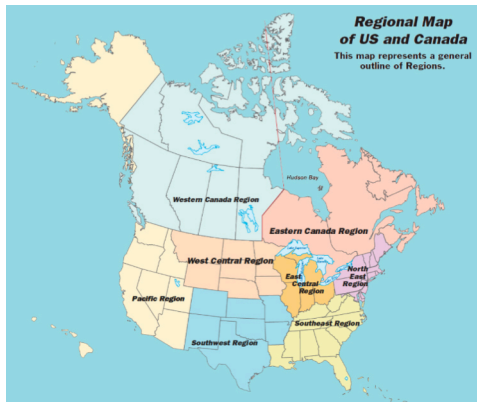 Regional Map
of US and Canada
This map represents a general
outline of Regions.
Hudson Bay
Western Canada Region
Eastern Canada Region
West Central Region
East
Central
Region
North
East
Region
Pacific Region
Southeast Region
Southwest Region